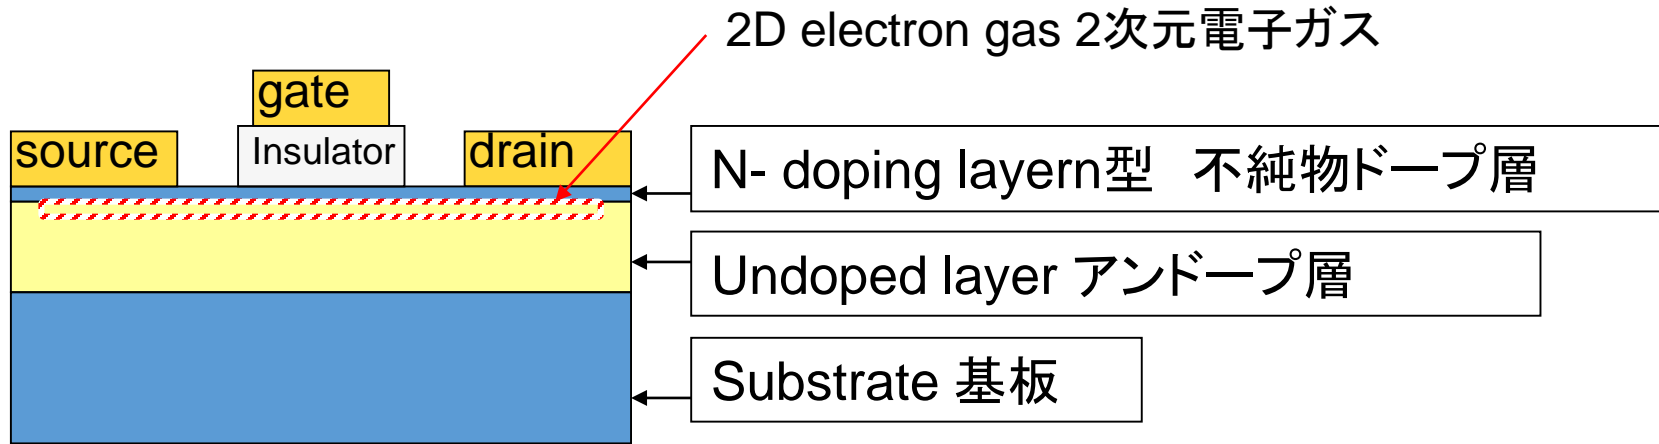 2D electron gas 2次元電子ガス
gate
source
Insulator
drain
N- doping layern型　不純物ドープ層
Undoped layer アンドープ層
Substrate 基板